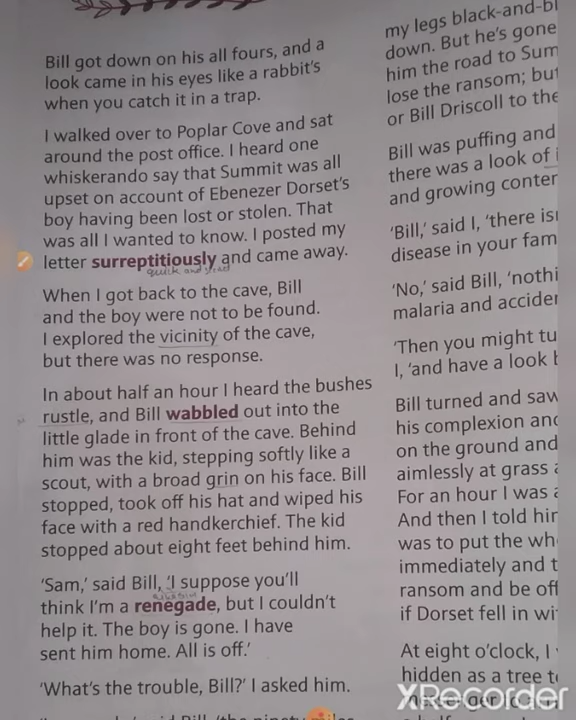 Bill got down on his all fours, and a
look came in his eyes like a rabbit's
when you catch it in a trap.
I walked over to Poplar Cove and sat
around the post office. I heard one
whiskerando say that Summit was all
upset on account of Ebenezer Dorset's
boy having been lost or stolen. That
was all I wanted to know. I posted my
letter surreptitiously and came away.
quick and
When I got back to the cave, Bill
and the boy were not to be found.
I explored the vicinity of the cave,
but there was no response.
In about half an hour I heard the bushes
rustle, and Bill wabbled out into the
little glade in front of the cave. Behind
him was the kid, stepping softly like a
scout, with a broad grin on his face. Bill
stopped, took off his hat and wiped his
face with a red handkerchief. The kid
stopped about eight feet behind him.
'Sam,' said Bill, 'I suppose you'll
think I'm a renegade, but I couldn't
help it. The boy is gone. I have
sent him home. All is off.'
'What's the trouble, Bill?' I asked him.
my legs black-and-bl
down. But he's gone
him the road to Sum
lose the ransom; but
or Bill Driscoll to the
Bill was puffing and
there was a look of i
and growing conter
'Bill,' said I, 'there isn
disease in your fam
'No,' said Bill, 'nothi
malaria and accider
'Then you might tu
I, 'and have a look b
Bill turned and saw
his complexion and
on the ground and
aimlessly at grass a
For an hour I was a
And then I told hir
was to put the wh
immediately and t
ransom and be off
if Dorset fell in wi
At eight o'clock, I
hidden as a tree t
XRecorder